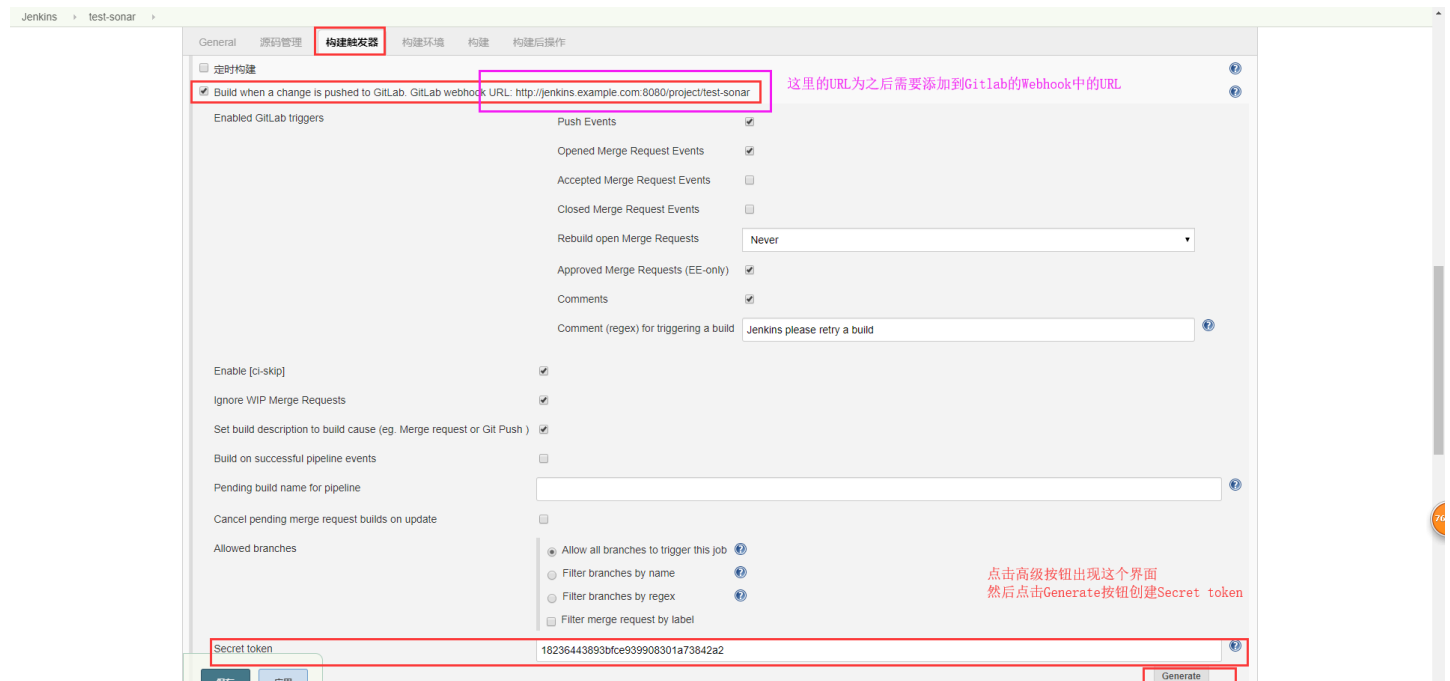 Jenkins test-sonar
General 源码管理 构建触发器 构建环境 构建 构建后操作
定时构建
Build when a change is pushed to GitLab. GitLab webhook URL: http://jenkins.example.com:8080/project/test-sonar
这里的URL为之后需要添加到Gitlab的Webhook中的URL
Enabled GitLab triggers
Push Events
Opened Merge Request Events
Accepted Merge Request Events
Closed Merge Request Events
Rebuild open Merge Requests Never
Approved Merge Requests (EE-only)
Comments
Comment (regex) for triggering a build Jenkins please retry a build
Enable [ci-skip]
Ignore WIP Merge Requests
Set build description to build cause (eg. Merge request or Git Push )
Build on successful pipeline events
Pending build name for pipeline
Cancel pending merge request builds on update
Allowed branches
Allow all branches to trigger this job
Filter branches by name
Filter branches by regex
Filter merge request by label
点击高级按钮出现这个界面
然后点击Generate按钮创建Secret token
Secret token 18236443893bfce939908301a73842a2
Generate